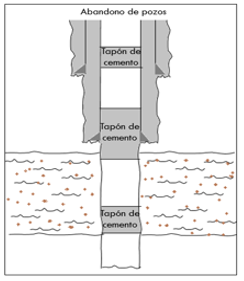 Abandono de pozos
Tapón de
cemento
Tapón de
cemento
Tapón de
cemento